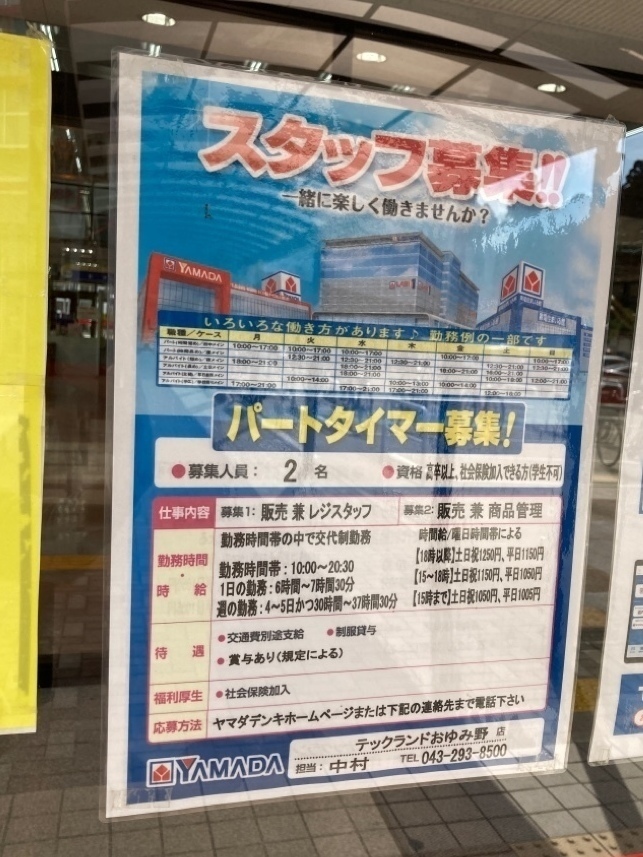 スタッフ募集!!
一緒に楽しく働きませんか?
YAMADA
いろいろな働き方があります♪ 勤務例の一部です
職種/ケース 月 火 水 木 金 土 日
パートタイマー募集!
●募集人員: 2 名 ●資格 高卒以上、社会保険加入できる方(学生不可)
仕事内容 募集1: 販売 兼 レジスタッフ 募集2: 販売 兼 商品管理
勤務時間・時給
勤務時間帯の中で交代制勤務
勤務時間帯:10:00~20:30
1日の勤務:6時間~7時間30分
週の勤務:4~5日かつ30時間~37時間30分
時間給/曜日時間帯による
【18時以降】土日祝1250円、平日1150円
【15~18時】土日祝1150円、平日1050円
【15時まで】土日祝1050円、平日1005円
待遇 ●交通費別途支給 ●制服貸与
●賞与あり(規定による)
福利厚生 ●社会保険加入
応募方法 ヤマダデンキホームページまたは下記の連絡先まで電話下さい
YAMADA
テックランドおゆみ野 店
担当: 中村 TEL 043-293-8500